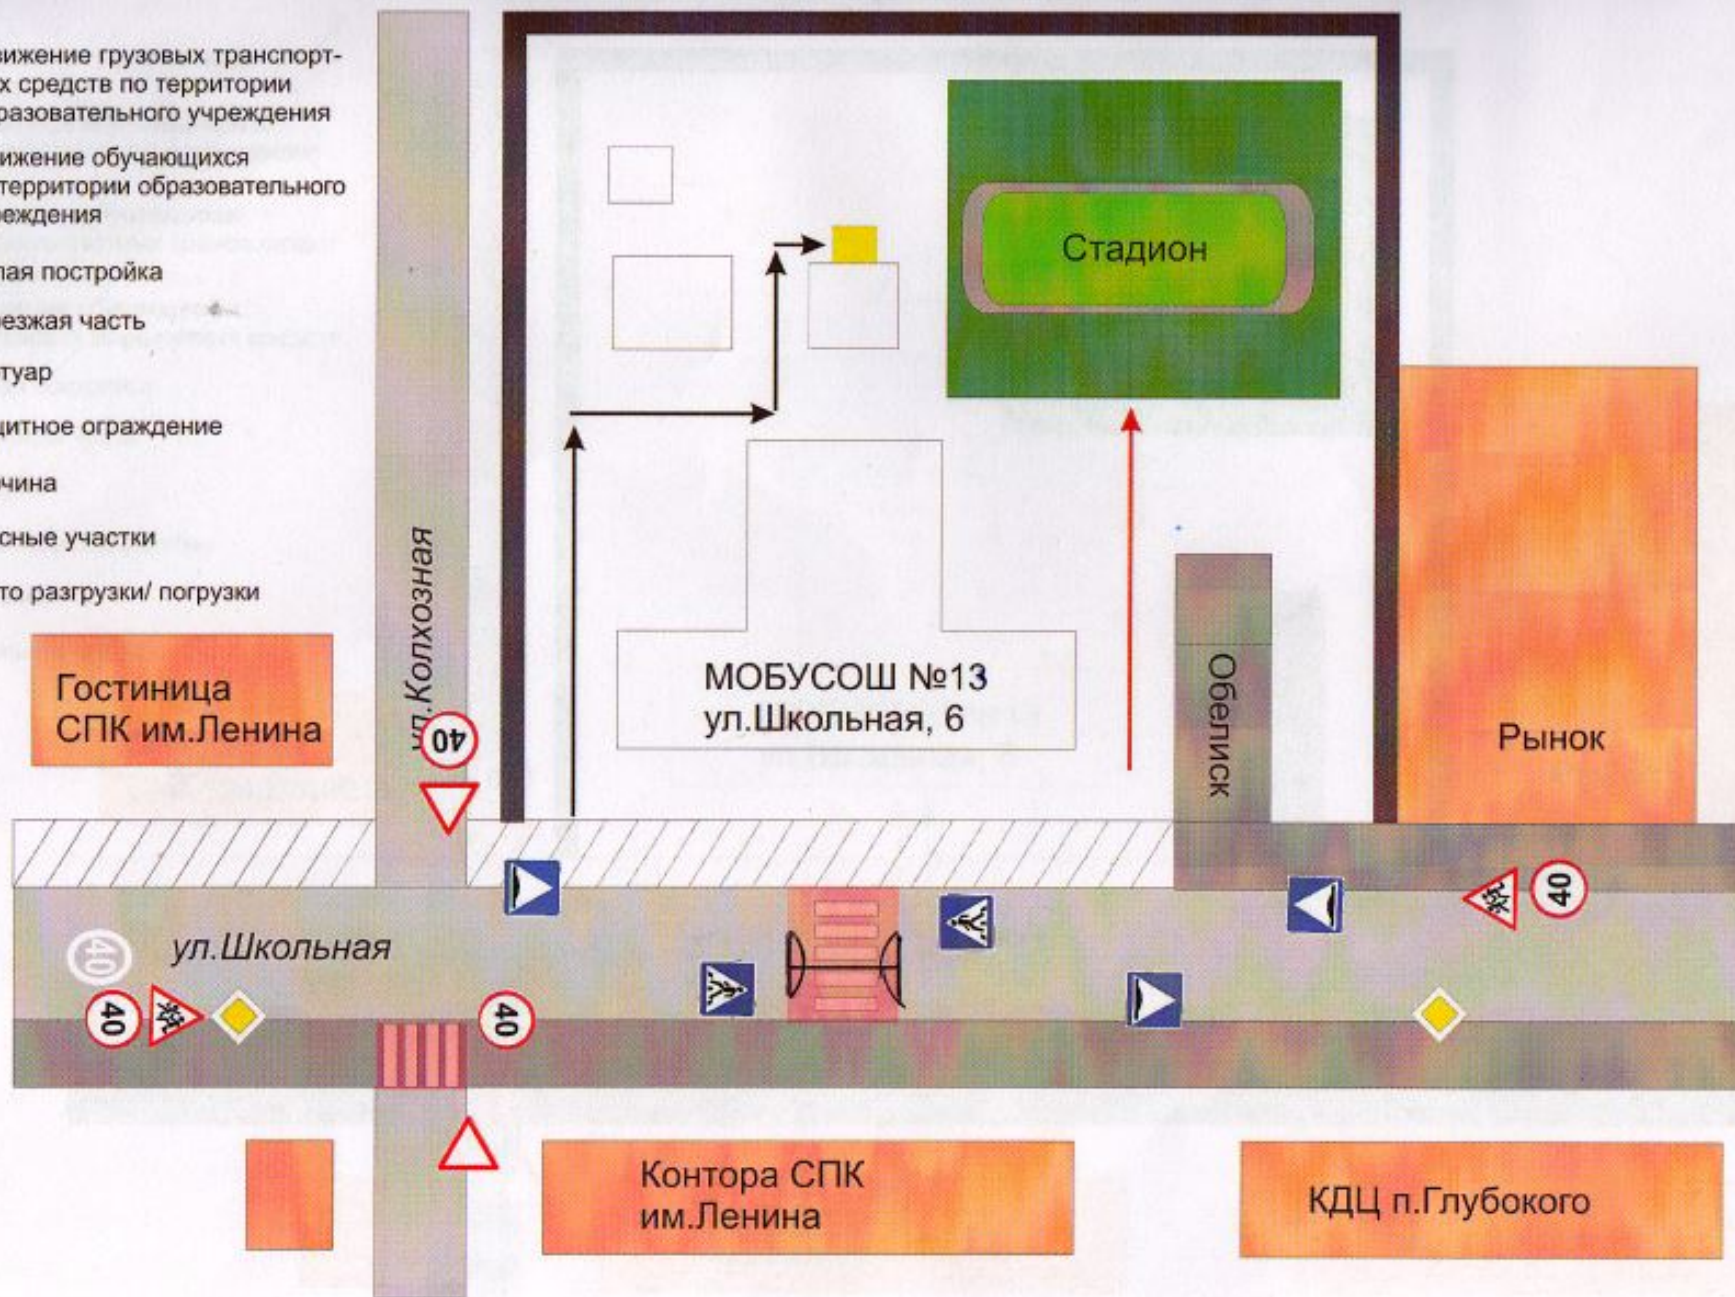 вижение грузовых транспорт-
х средств по территории
разовательного учреждения
ижение обучающихся
территории образовательного
реждения
лая постройка
резжая часть
туар
цитное ограждение
чина
сные участки
то разгрузки/ погрузки
Стадион
ул.Колхозная
Гостиница
СПК им.Ленина
МОБУСОШ №13
ул.Школьная, 6
Обелиск
Рынок
40
40
ул.Школьная
40
40
40
Контора СПК
им.Ленина
КДЦ п.Глубокого